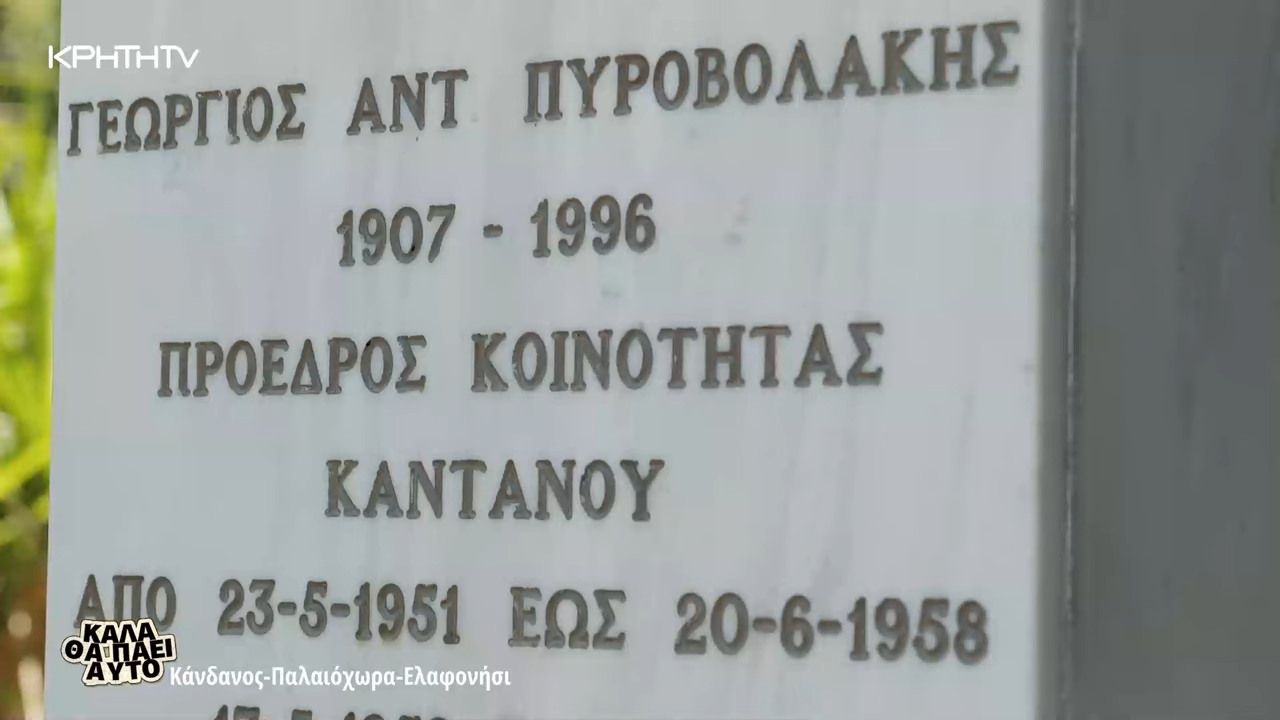 ΚΡΗΤΗTV
ΓΕΩΡΓΙΟΣ ΑΝΤ ΠΥΡΟΒΟΛΑΚΗΣ
1907 - 1996
ΠΡΟΕΔΡΟΣ ΚΟΙΝΟΤΗΤΑΣ
ΚΑΝΤΑΝΟΥ
ΑΠΟ 23-5-1951 ΕΩΣ 20-6-1958
ΚΑΛΑ
ΘΑ ΠΑΕΙ
ΑΥΤΟ
Κάνδανος-Παλαιόχωρα-Ελαφονήσι